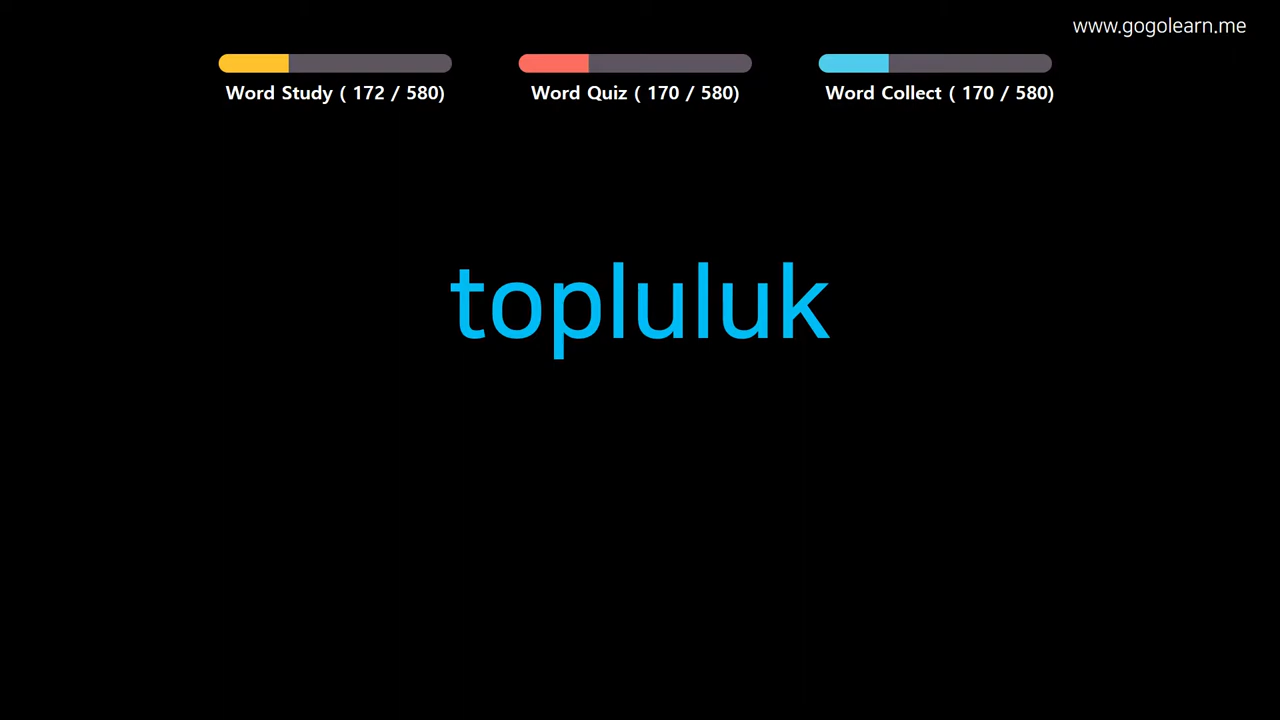 www.gogolearn.me
Word Study ( 172 / 580)
Word Quiz ( 170 / 580)
Word Collect ( 170 / 580)
topluluk